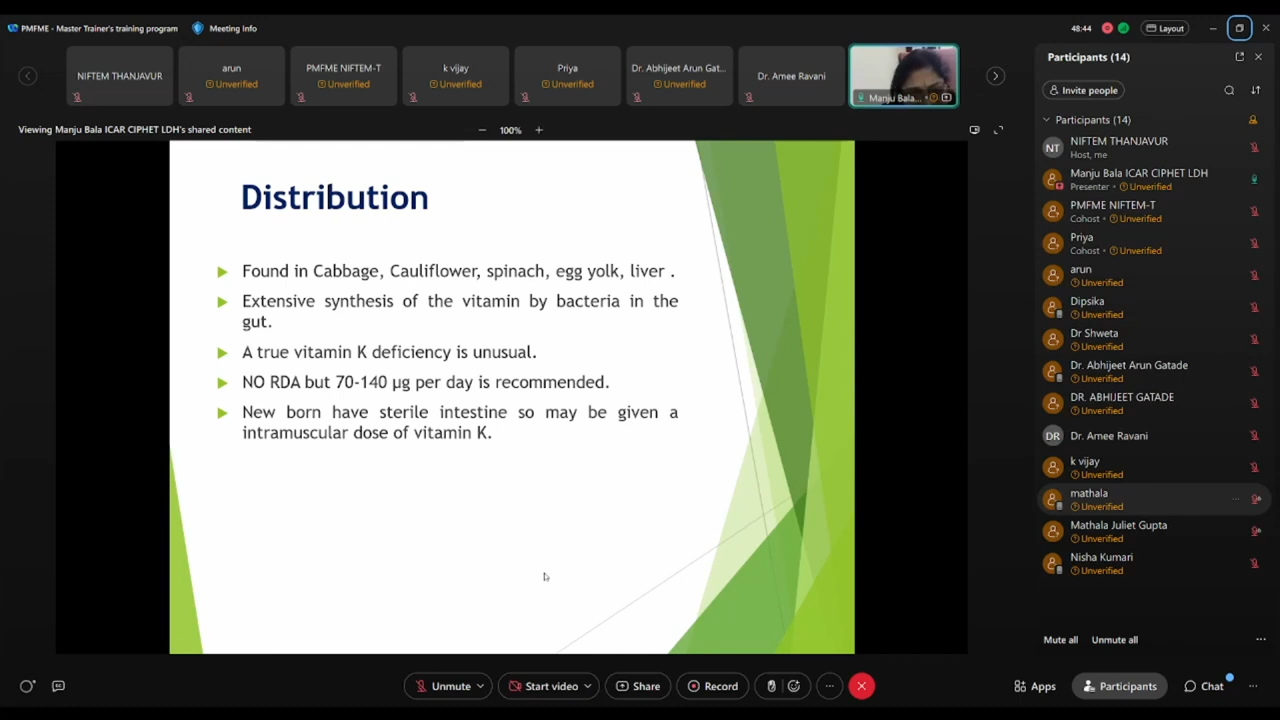 PMFME - Master Trainer's training program
Meeting Info
48:44
Layout
NIFTEM THANJAVUR
arun
Unverified
PMFME NIFTEM-T
Unverified
k vijay
Unverified
Priya
Unverified
Dr. Abhijeet Arun Gat...
Unverified
Dr. Amee Ravani
Manju Bala...
Viewing Manju Bala ICAR CIPHET LDH's shared content
100%
Distribution
Found in Cabbage, Cauliflower, spinach, egg yolk, liver .
Extensive synthesis of the vitamin by bacteria in the
gut.
A true vitamin K deficiency is unusual.
NO RDA but 70-140 µg per day is recommended.
New born have sterile intestine so may be given a
intramuscular dose of vitamin K.
Participants (14)
Invite people
Participants (14)
NT
NIFTEM THANJAVUR
Host, me
Manju Bala ICAR CIPHET LDH
Presenter • Unverified
PMFME NIFTEM-T
Cohost • Unverified
Priya
Cohost • Unverified
arun
Unverified
Dipsika
Unverified
Dr Shweta
Unverified
Dr. Abhijeet Arun Gatade
Unverified
DR. ABHIJEET GATADE
Unverified
DR
Dr. Amee Ravani
k vijay
Unverified
mathala
Unverified
Mathala Juliet Gupta
Unverified
Nisha Kumari
Unverified
Mute all
Unmute all
Unmute
Start video
Share
Record
Apps
Participants
Chat